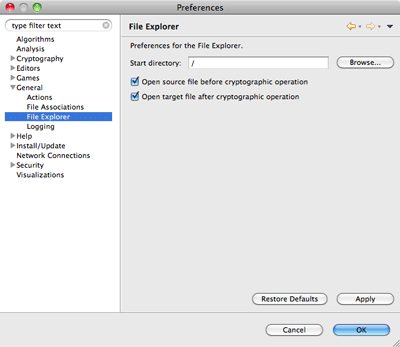 Preferences
type filter text
Algorithms
Analysis
Cryptography
Editors
Games
General
Actions
File Associations
File Explorer
Logging
Help
Install/Update
Network Connections
Security
Visualizations
File Explorer
Preferences for the File Explorer.
Start directory: / Browse...
Open source file before cryptographic operation
Open target file after cryptographic operation
Restore Defaults Apply
Cancel OK